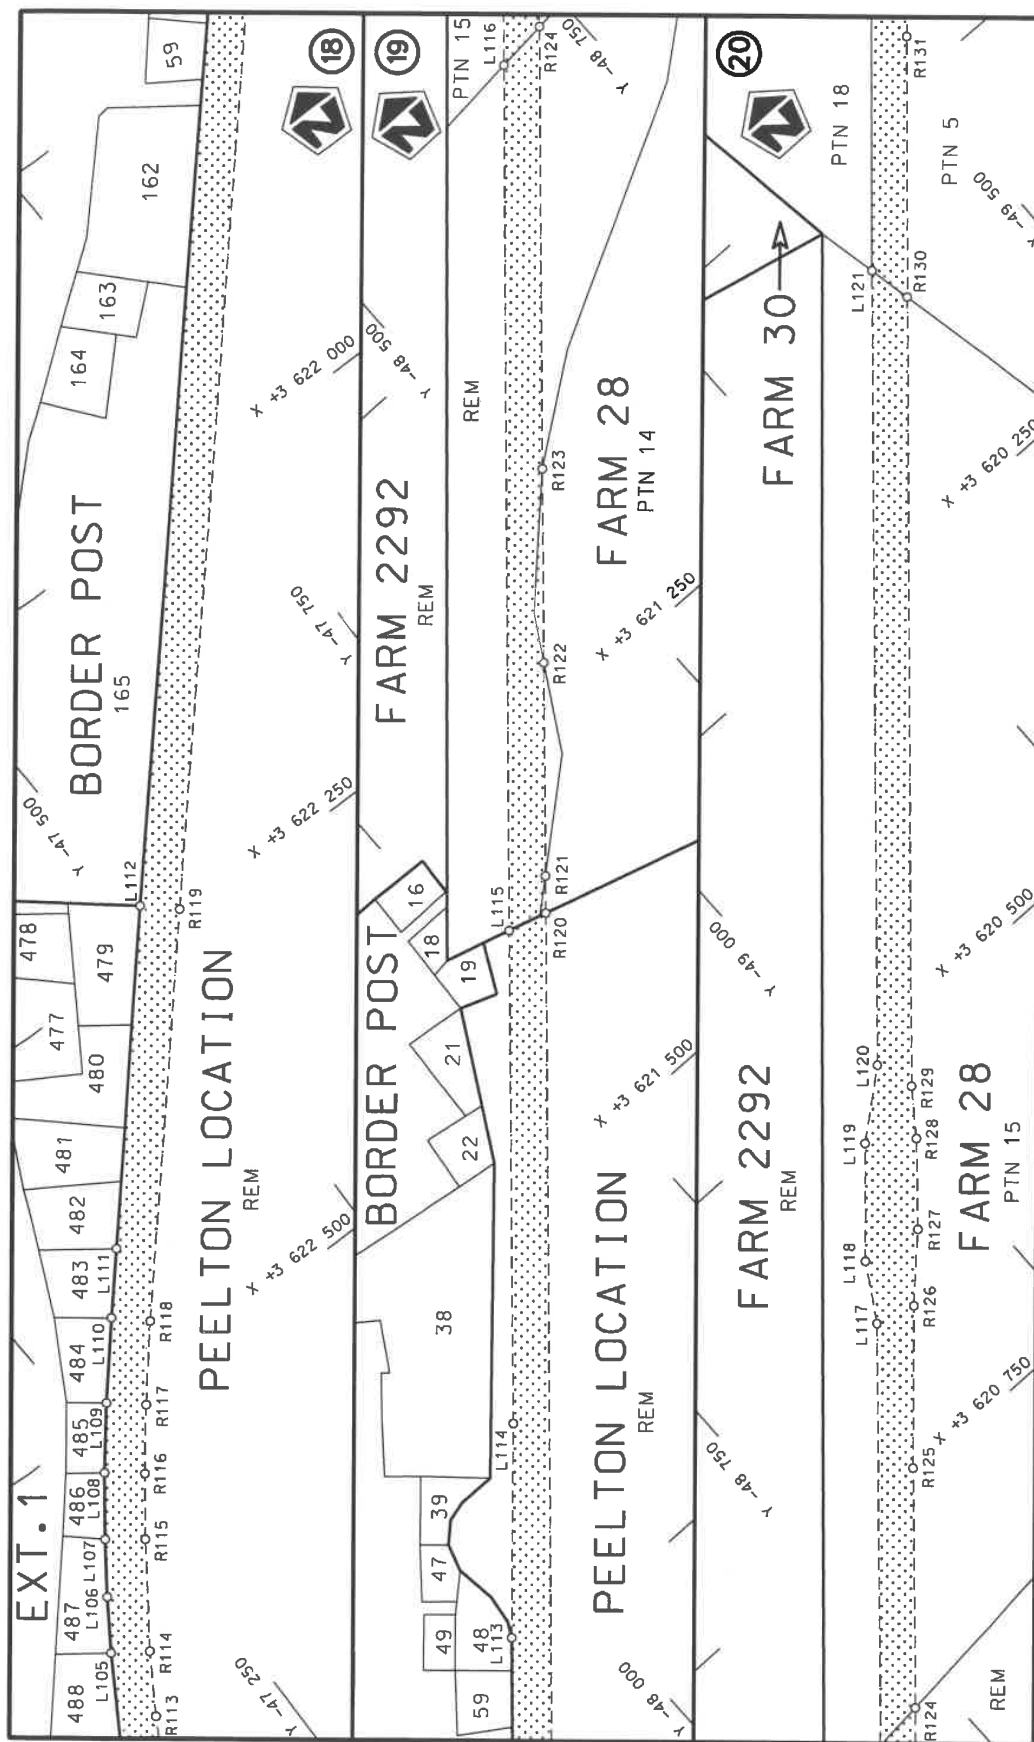 EXT.1
488
487
486
485
484
483
482
481
480
477
478
479
L105
L106
L107
L108
L109
L110
L111
L112
R113
R114
R115
R116
R117
R118
R119
Y -47 250
Y -47 500
Y -47 750
BORDER POST
165
164
163
162
59
PEELTON LOCATION
REM
X +3 622 500
X +3 622 250
X +3 622 000
18
19
BORDER POST
59
49
48
47
39
38
22
21
19
18
16
L113
L114
L115
L116
R120
R121
R122
R123
R124
FARM 2292
REM
REM
PTN 15
Y -48 000
Y -48 500
Y -48 750
PEELTON LOCATION
REM
FARM 28
PTN 14
X +3 621 500
X +3 621 250
20
Y -48 750
Y -49 000
FARM 2292
REM
FARM 30
PTN 18
L117
L118
L119
L120
L121
R124
R125
R126
R127
R128
R129
R130
R131
REM
X +3 620 750
X +3 620 500
X +3 620 250
FARM 28
PTN 15
PTN 5
Y -49 500